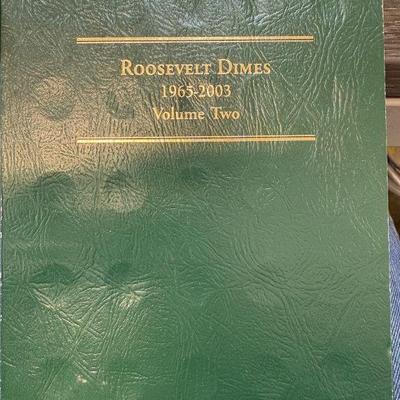 Roosevelt Dimes
1965-2003
Volume Two